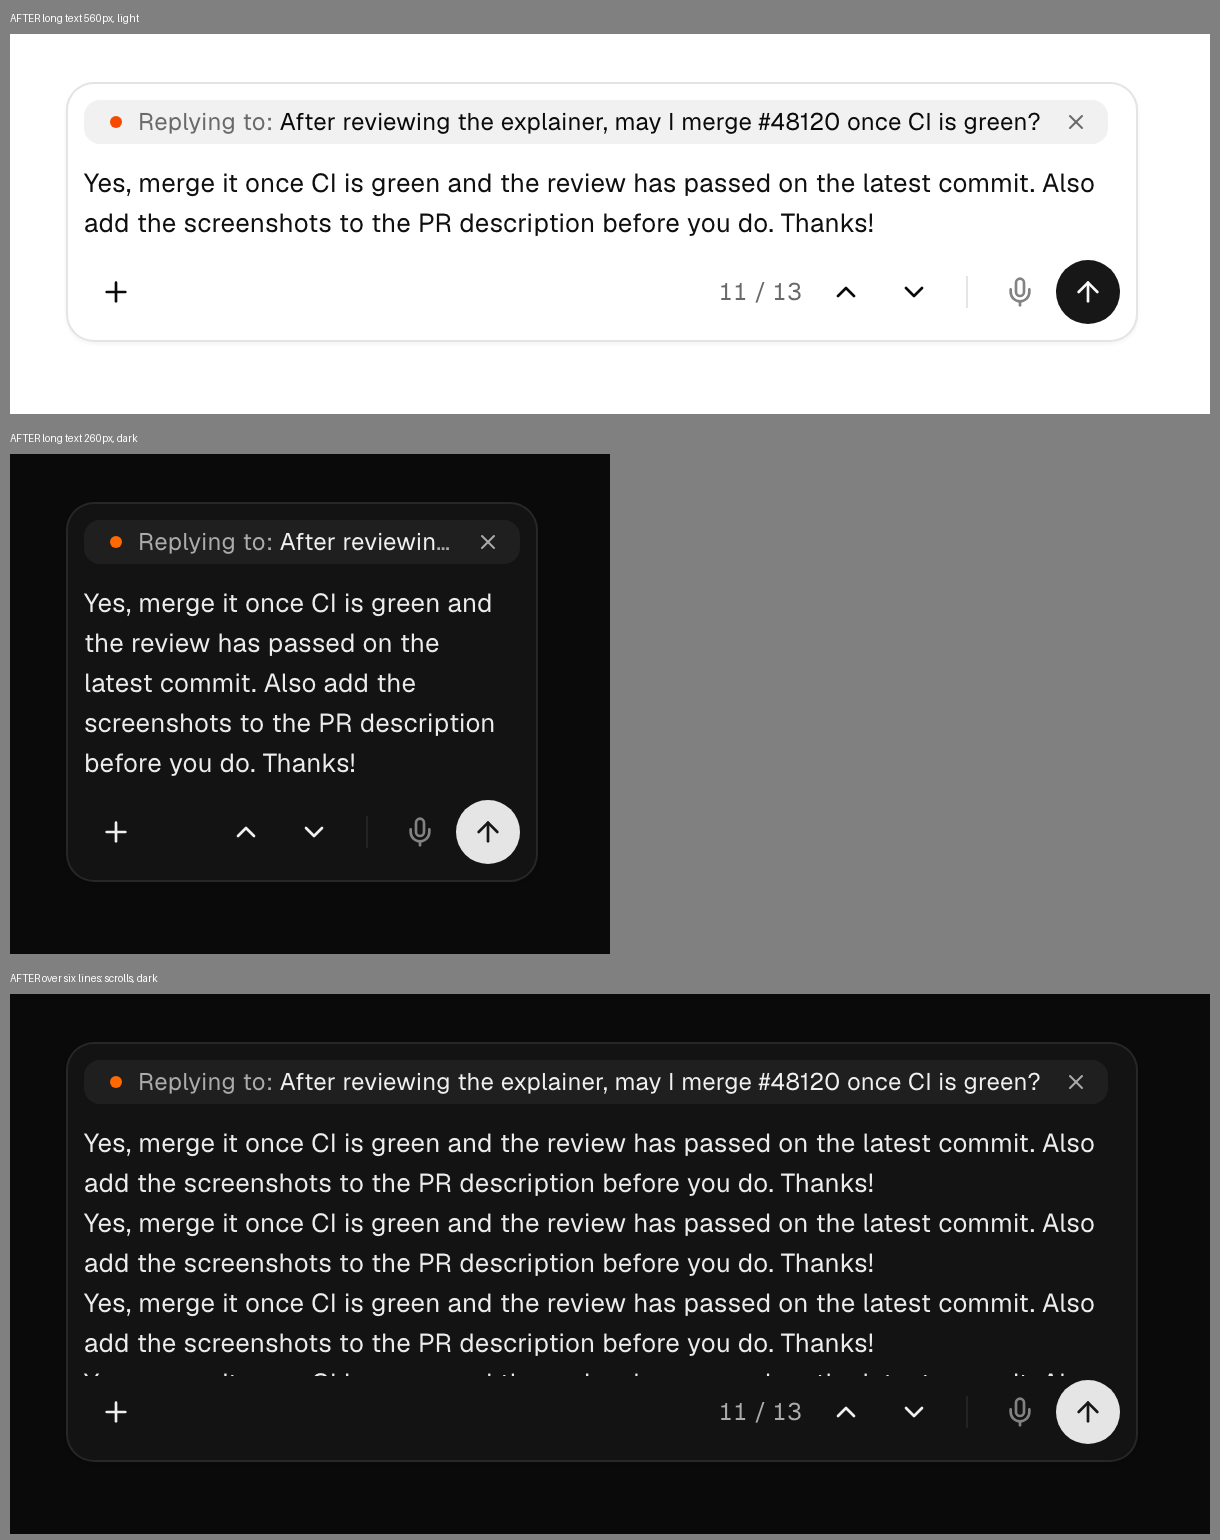 AFTER long text 560px, light
Replying to: After reviewing the explainer, may I merge #48120 once CI is green?
Yes, merge it once CI is green and the review has passed on the latest commit. Also
add the screenshots to the PR description before you do. Thanks!
11 / 13
AFTER long text 260px, dark
Replying to: After reviewin...
Yes, merge it once CI is green and
the review has passed on the
latest commit. Also add the
screenshots to the PR description
before you do. Thanks!
AFTER over six lines: scrolls, dark
Replying to: After reviewing the explainer, may I merge #48120 once CI is green?
Yes, merge it once CI is green and the review has passed on the latest commit. Also
add the screenshots to the PR description before you do. Thanks!
Yes, merge it once CI is green and the review has passed on the latest commit. Also
add the screenshots to the PR description before you do. Thanks!
Yes, merge it once CI is green and the review has passed on the latest commit. Also
add the screenshots to the PR description before you do. Thanks!
11 / 13